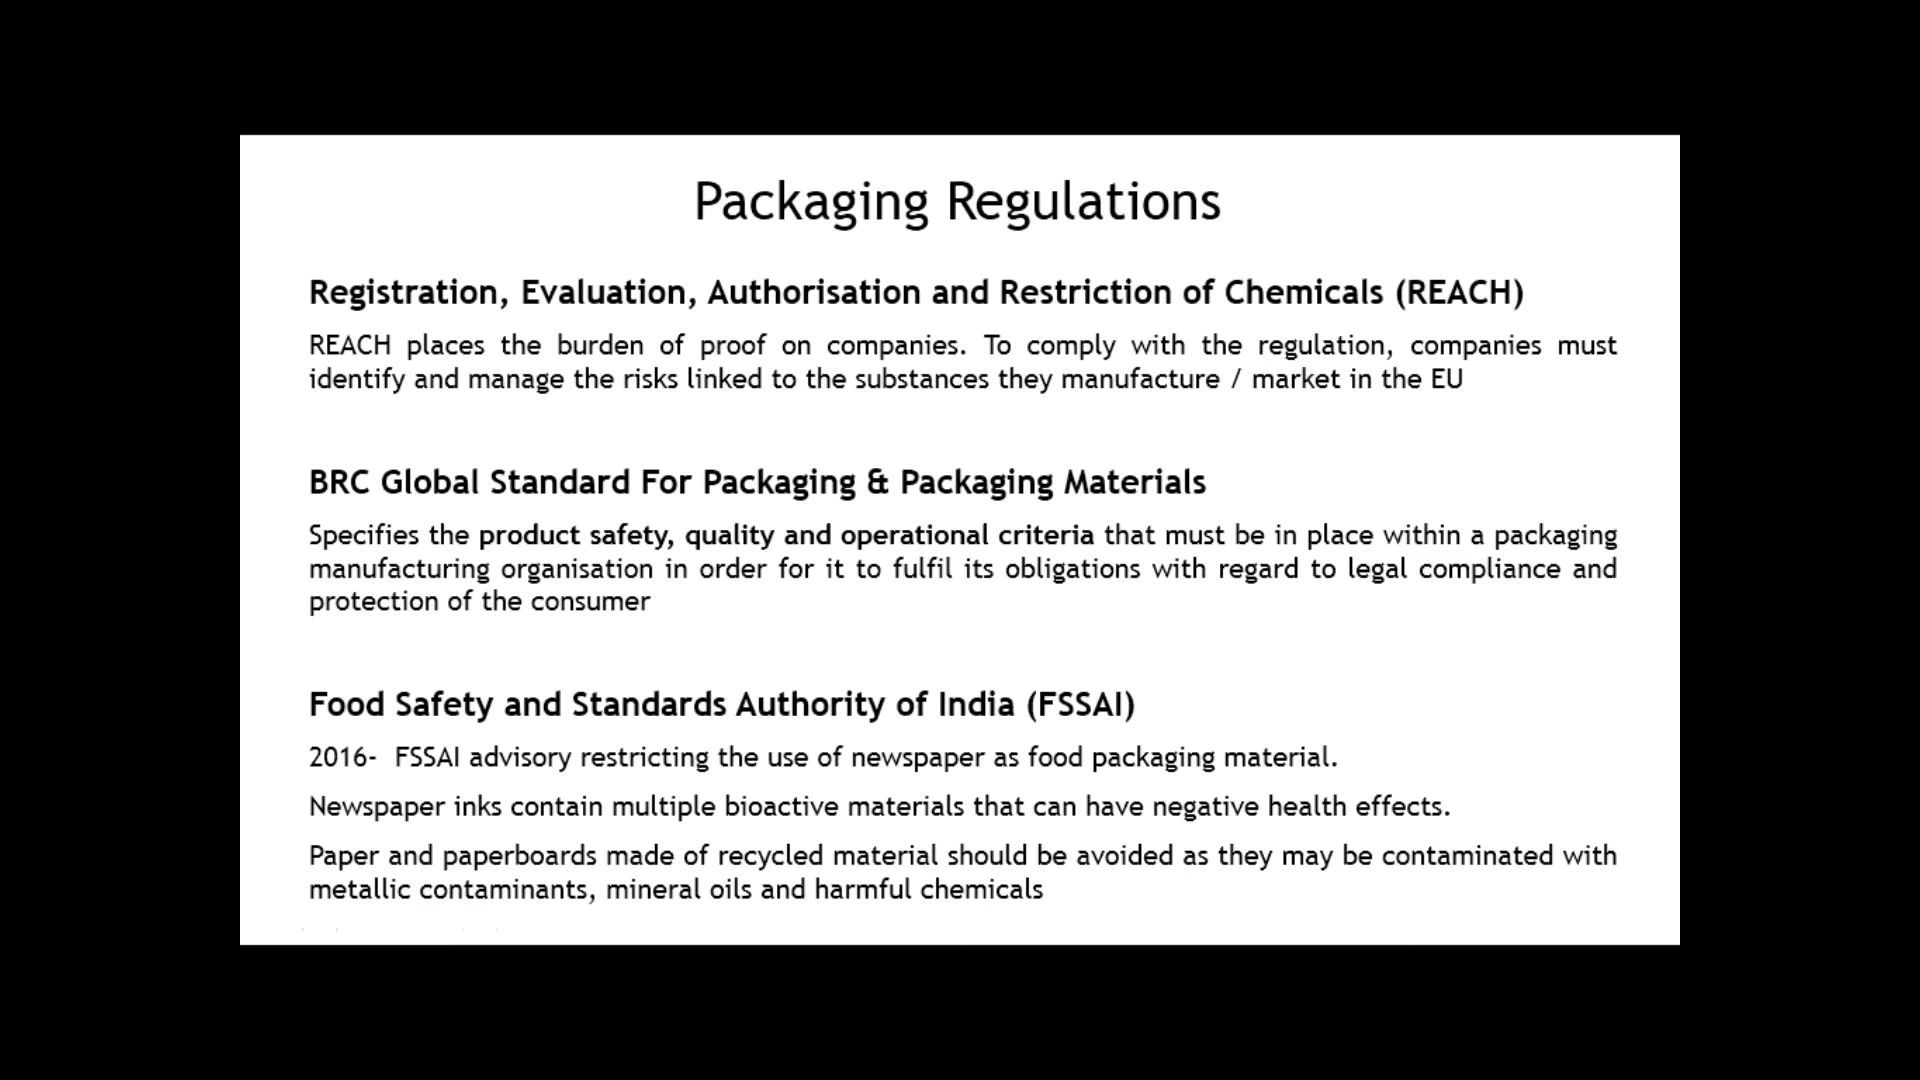 Packaging Regulations
Registration, Evaluation, Authorisation and Restriction of Chemicals (REACH)
REACH places the burden of proof on companies. To comply with the regulation, companies must
identify and manage the risks linked to the substances they manufacture / market in the EU
BRC Global Standard For Packaging & Packaging Materials
Specifies the product safety, quality and operational criteria that must be in place within a packaging
manufacturing organisation in order for it to fulfil its obligations with regard to legal compliance and
protection of the consumer
Food Safety and Standards Authority of India (FSSAI)
2016- FSSAI advisory restricting the use of newspaper as food packaging material.
Newspaper inks contain multiple bioactive materials that can have negative health effects.
Paper and paperboards made of recycled material should be avoided as they may be contaminated with
metallic contaminants, mineral oils and harmful chemicals